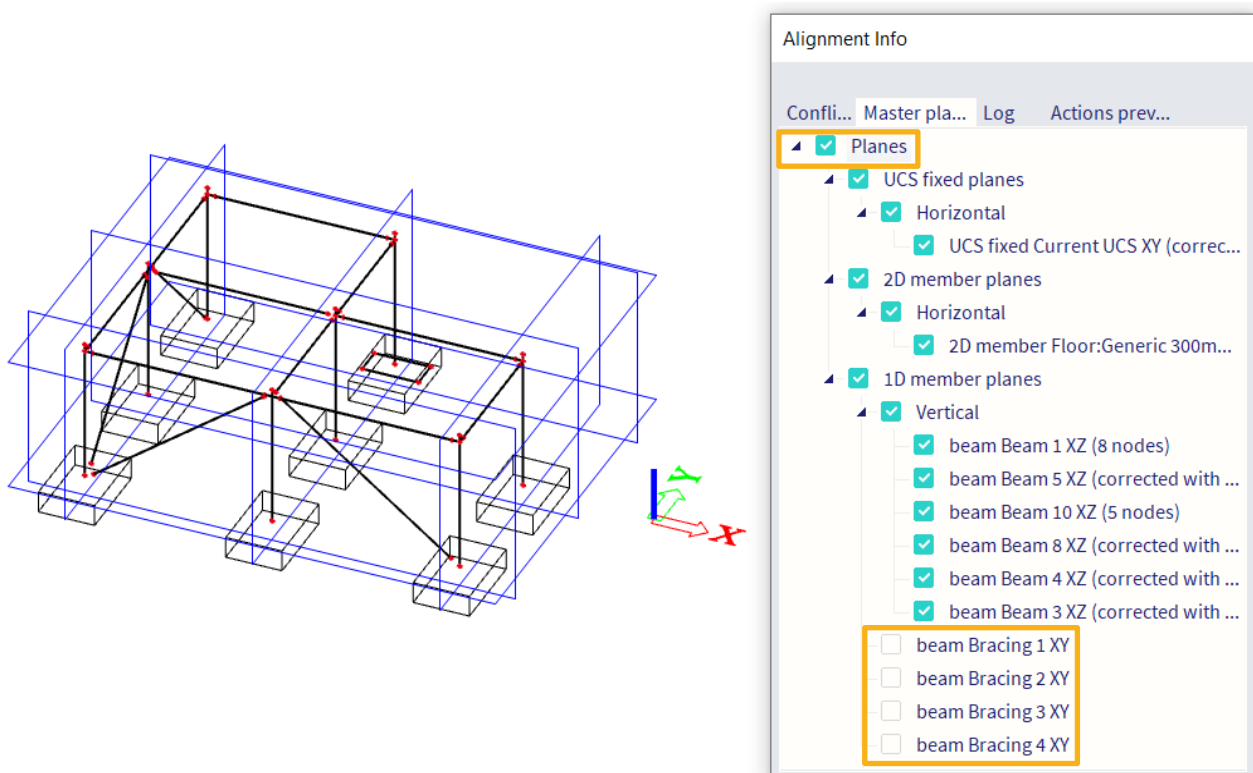 Alignment Info
Confli... Master pla... Log Actions prev...
Planes
UCS fixed planes
Horizontal
UCS fixed Current UCS XY (correc...
2D member planes
Horizontal
2D member Floor:Generic 300m...
1D member planes
Vertical
beam Beam 1 XZ (8 nodes)
beam Beam 5 XZ (corrected with ...
beam Beam 10 XZ (5 nodes)
beam Beam 8 XZ (corrected with ...
beam Beam 4 XZ (corrected with ...
beam Beam 3 XZ (corrected with ...
beam Bracing 1 XY
beam Bracing 2 XY
beam Bracing 3 XY
beam Bracing 4 XY
Y
X